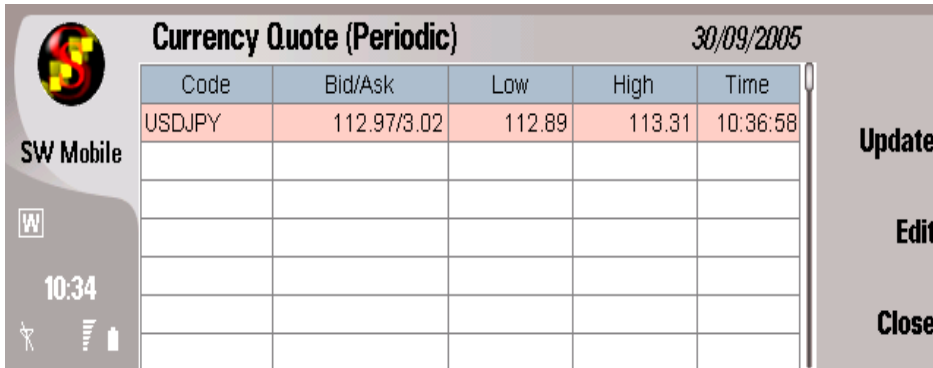 Currency Quote (Periodic) 30/09/2005
Code Bid/Ask Low High Time
USDJPY 112.97/3.02 112.89 113.31 10:36:58
SW Mobile
W
10:34
Update
Edit
Close